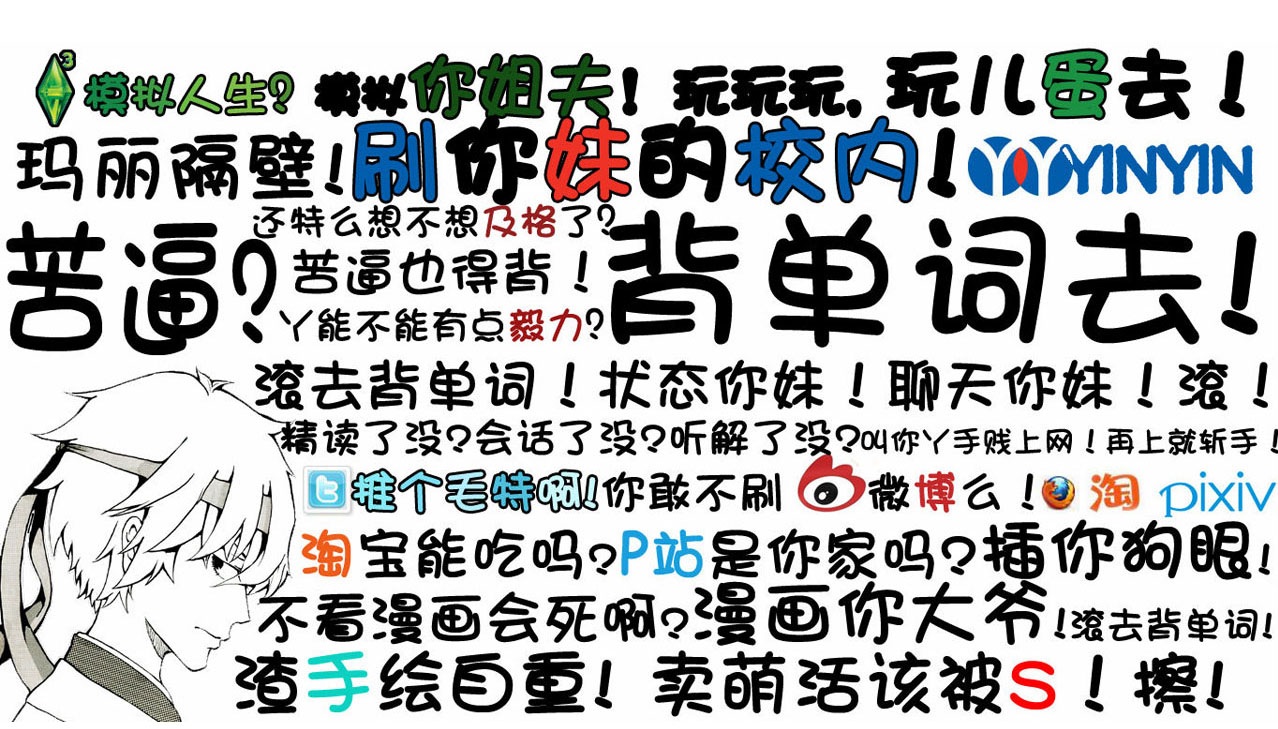 3 模拟人生? 模拟你姐夫! 玩玩玩,玩儿蛋去!
玛丽隔壁!刷你妹的校内! YINYIN
还特么想不想及格了?
苦逼? 苦逼也得背! 背单词去!
丫能不能有点毅力?
滚去背单词!状态你妹!聊天你妹!滚!
精读了没?会话了没?听解了没?叫你丫手贱上网!再上就斩手!
t 推个毛特啊!你敢不刷微博么! 淘 pixiv
淘宝能吃吗?P站是你家吗?插你狗眼!
不看漫画会死啊?漫画你大爷!滚去背单词!
渣手绘自重! 卖萌活该被S!擦!